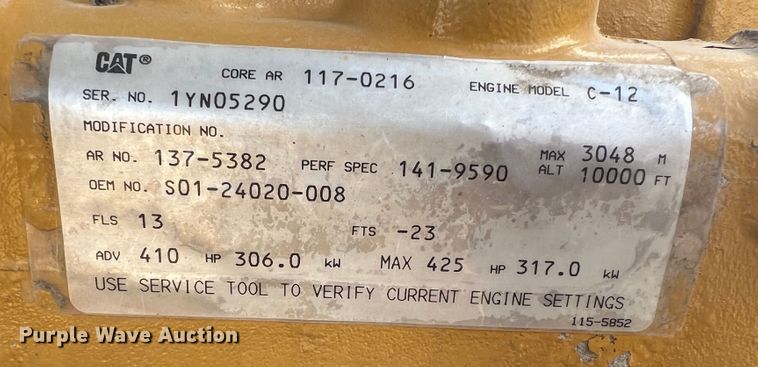 CAT®
CORE AR 117-0216 ENGINE MODEL C-12
SER. NO. 1YN05290
MODIFICATION NO.
AR NO. 137-5382 PERF SPEC 141-9590 MAX ALT 3048 M 10000 FT
OEM NO. S01-24020-008
FLS 13 FTS -23
ADV 410 HP 306.0 kW MAX 425 HP 317.0 kW
USE SERVICE TOOL TO VERIFY CURRENT ENGINE SETTINGS
115-5852
Purple Wave Auction